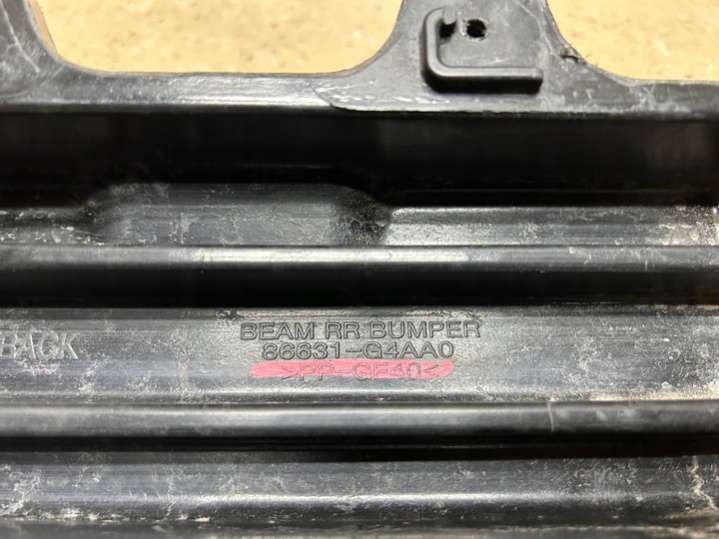 BEAM RR BUMPER
BACK
86631-G4AA0
>PP-GF40<